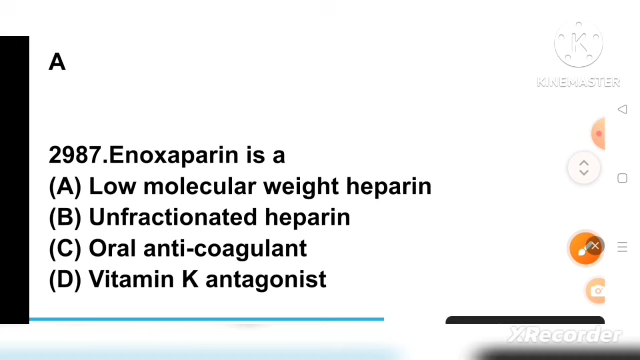 A
K
KINEMASTER
2987.Enoxaparin is a
(A) Low molecular weight heparin
(B) Unfractionated heparin
(C) Oral anti-coagulant
(D) Vitamin K antagonist
XRecorder